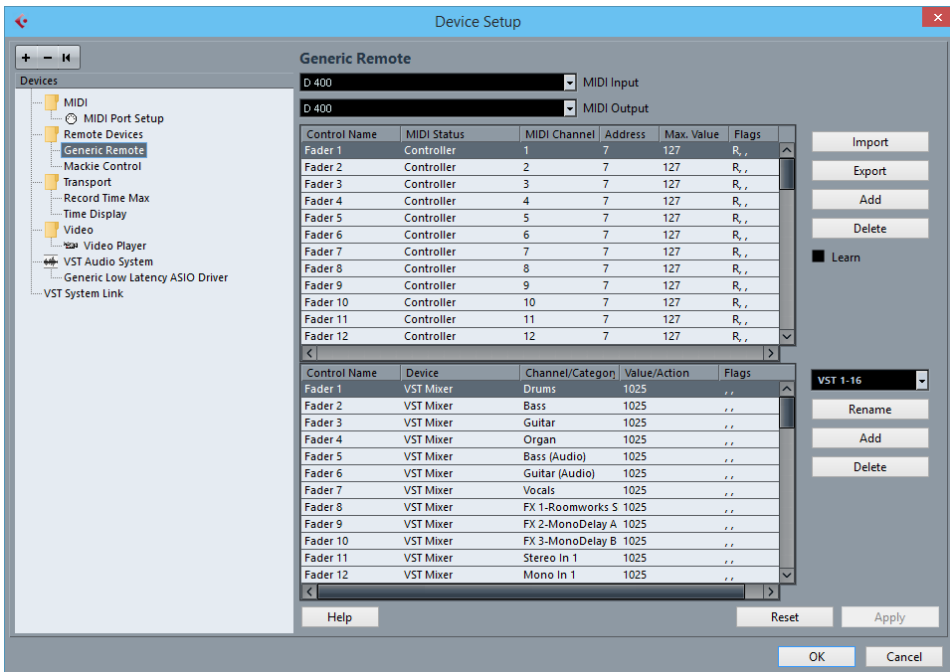 Device Setup
+ −
Devices
MIDI
MIDI Port Setup
Remote Devices
Generic Remote
Mackie Control
Transport
Record Time Max
Time Display
Video
Video Player
VST Audio System
Generic Low Latency ASIO Driver
VST System Link
Generic Remote
D 400 MIDI Input
D 400 MIDI Output
Control Name MIDI Status MIDI Channel Address Max. Value Flags
Fader 1 Controller 1 7 127 R, ,
Fader 2 Controller 2 7 127 R, ,
Fader 3 Controller 3 7 127 R, ,
Fader 4 Controller 4 7 127 R, ,
Fader 5 Controller 5 7 127 R, ,
Fader 6 Controller 6 7 127 R, ,
Fader 7 Controller 7 7 127 R, ,
Fader 8 Controller 8 7 127 R, ,
Fader 9 Controller 9 7 127 R, ,
Fader 10 Controller 10 7 127 R, ,
Fader 11 Controller 11 7 127 R, ,
Fader 12 Controller 12 7 127 R, ,
Import
Export
Add
Delete
Learn
Control Name Device Channel/Category Value/Action Flags
Fader 1 VST Mixer Drums 1025 , ,
Fader 2 VST Mixer Bass 1025 , ,
Fader 3 VST Mixer Guitar 1025 , ,
Fader 4 VST Mixer Organ 1025 , ,
Fader 5 VST Mixer Bass (Audio) 1025 , ,
Fader 6 VST Mixer Guitar (Audio) 1025 , ,
Fader 7 VST Mixer Vocals 1025 , ,
Fader 8 VST Mixer FX 1-Roomworks S 1025 , ,
Fader 9 VST Mixer FX 2-MonoDelay A 1025 , ,
Fader 10 VST Mixer FX 3-MonoDelay B 1025 , ,
Fader 11 VST Mixer Stereo In 1 1025 , ,
Fader 12 VST Mixer Mono In 1 1025 , ,
VST 1-16
Rename
Add
Delete
Help
Reset
Apply
OK
Cancel